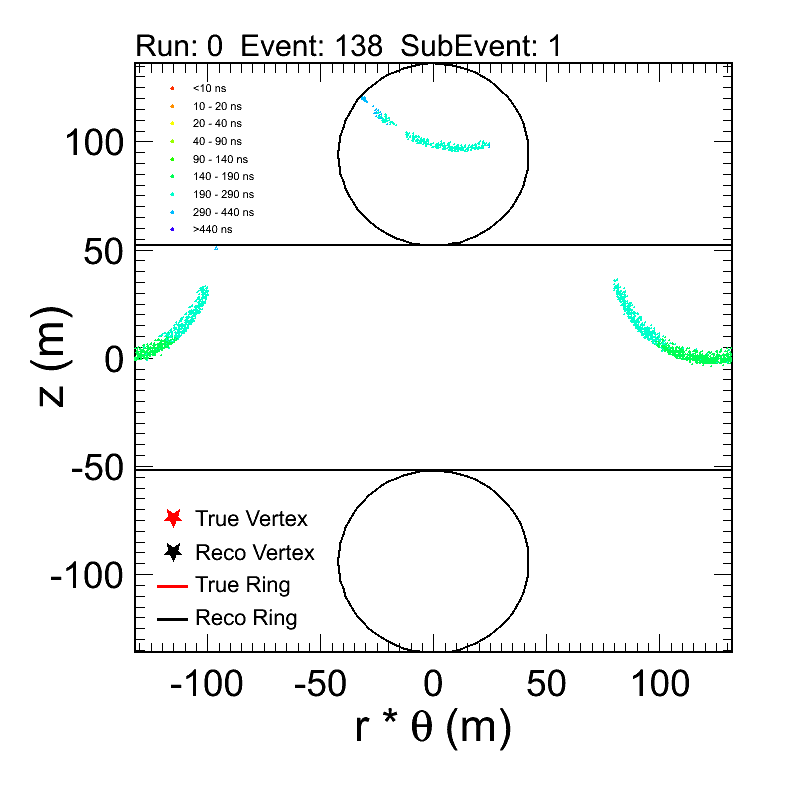 Run: 0 Event: 138 SubEvent: 1
<10 ns
10 - 20 ns
20 - 40 ns
40 - 90 ns
90 - 140 ns
140 - 190 ns
190 - 290 ns
290 - 440 ns
>440 ns
100
50
0
-50
-100
z (m)
True Vertex
Reco Vertex
True Ring
Reco Ring
-100 -50 0 50 100
r * θ (m)